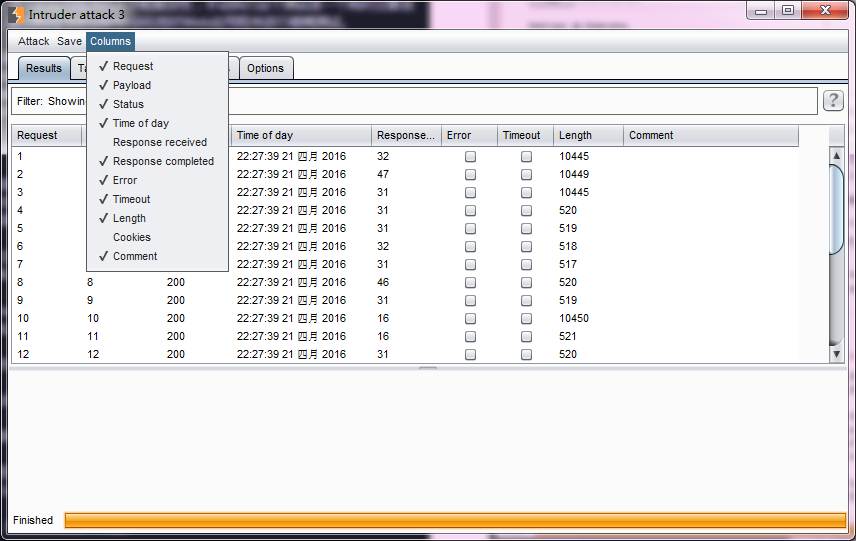 Intruder attack 3
Attack Save Columns
Results Ta s Options
Filter: Showin ?
Request
Payload
Status
Time of day
Response received
Response completed
Error
Timeout
Length
Cookies
Comment
Request Time of day Response... Error Timeout Length Comment
1 22:27:39 21 四月 2016 32 10445
2 22:27:39 21 四月 2016 47 10449
3 22:27:39 21 四月 2016 31 10445
4 22:27:39 21 四月 2016 31 520
5 22:27:39 21 四月 2016 31 519
6 22:27:39 21 四月 2016 32 518
7 22:27:39 21 四月 2016 31 517
8 8 200 22:27:39 21 四月 2016 46 520
9 9 200 22:27:39 21 四月 2016 31 519
10 10 200 22:27:39 21 四月 2016 16 10450
11 11 200 22:27:39 21 四月 2016 16 521
12 12 200 22:27:39 21 四月 2016 31 520
Finished